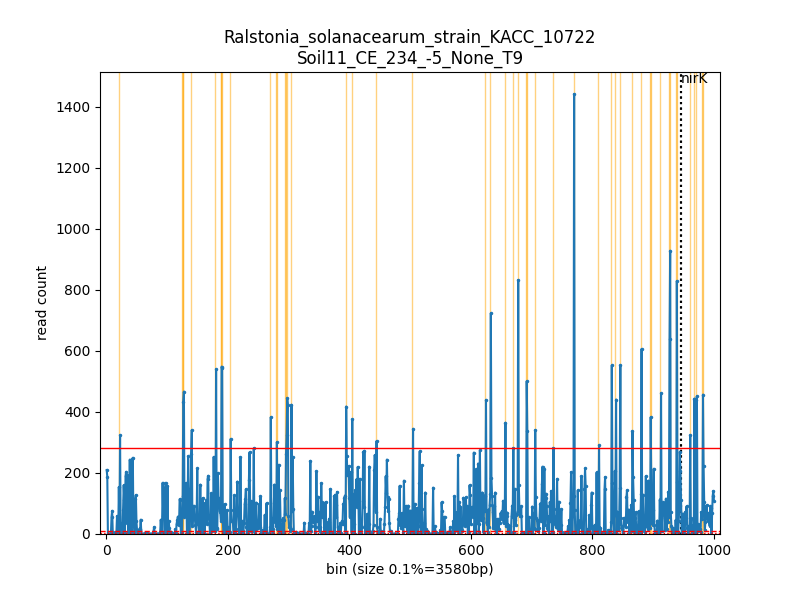 Ralstonia_solanacearum_strain_KACC_10722
Soil11_CE_234_-5_None_T9
nirK
1400
1200
1000
800
600
400
200
0
read count
0 200 400 600 800 1000
bin (size 0.1%=3580bp)